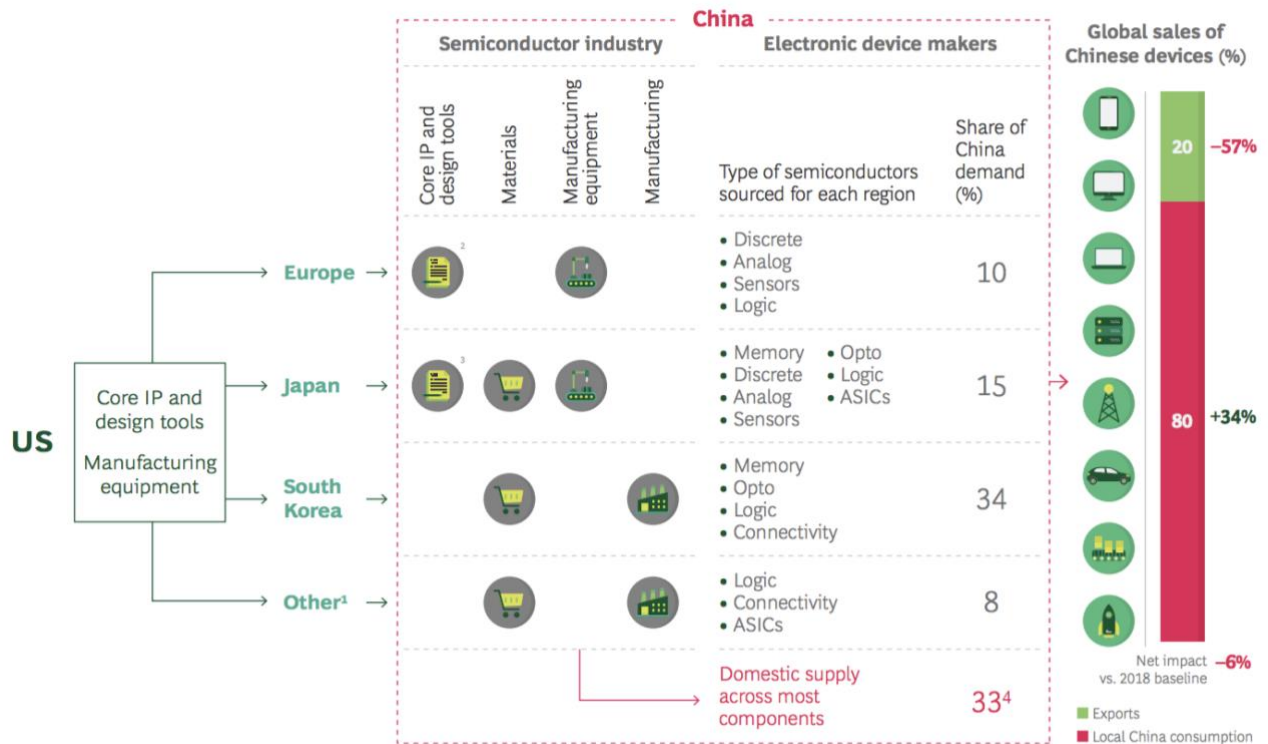 China
Semiconductor industry
Electronic device makers
Global sales of
Chinese devices (%)
Core IP and
design tools
Materials
Manufacturing
equipment
Manufacturing
Type of semiconductors
sourced for each region
Share of
China
demand
(%)
US
Core IP and
design tools
Manufacturing
equipment
Europe
2
• Discrete
• Analog
• Sensors
• Logic
10
Japan
3
• Memory
• Discrete
• Analog
• Sensors
• Opto
• Logic
• ASICs
15
South
Korea
• Memory
• Opto
• Logic
• Connectivity
34
Other¹
• Logic
• Connectivity
• ASICs
8
Domestic supply
across most
components
33⁴
20
–57%
80
+34%
Net impact
vs. 2018 baseline
–6%
Exports
Local China consumption